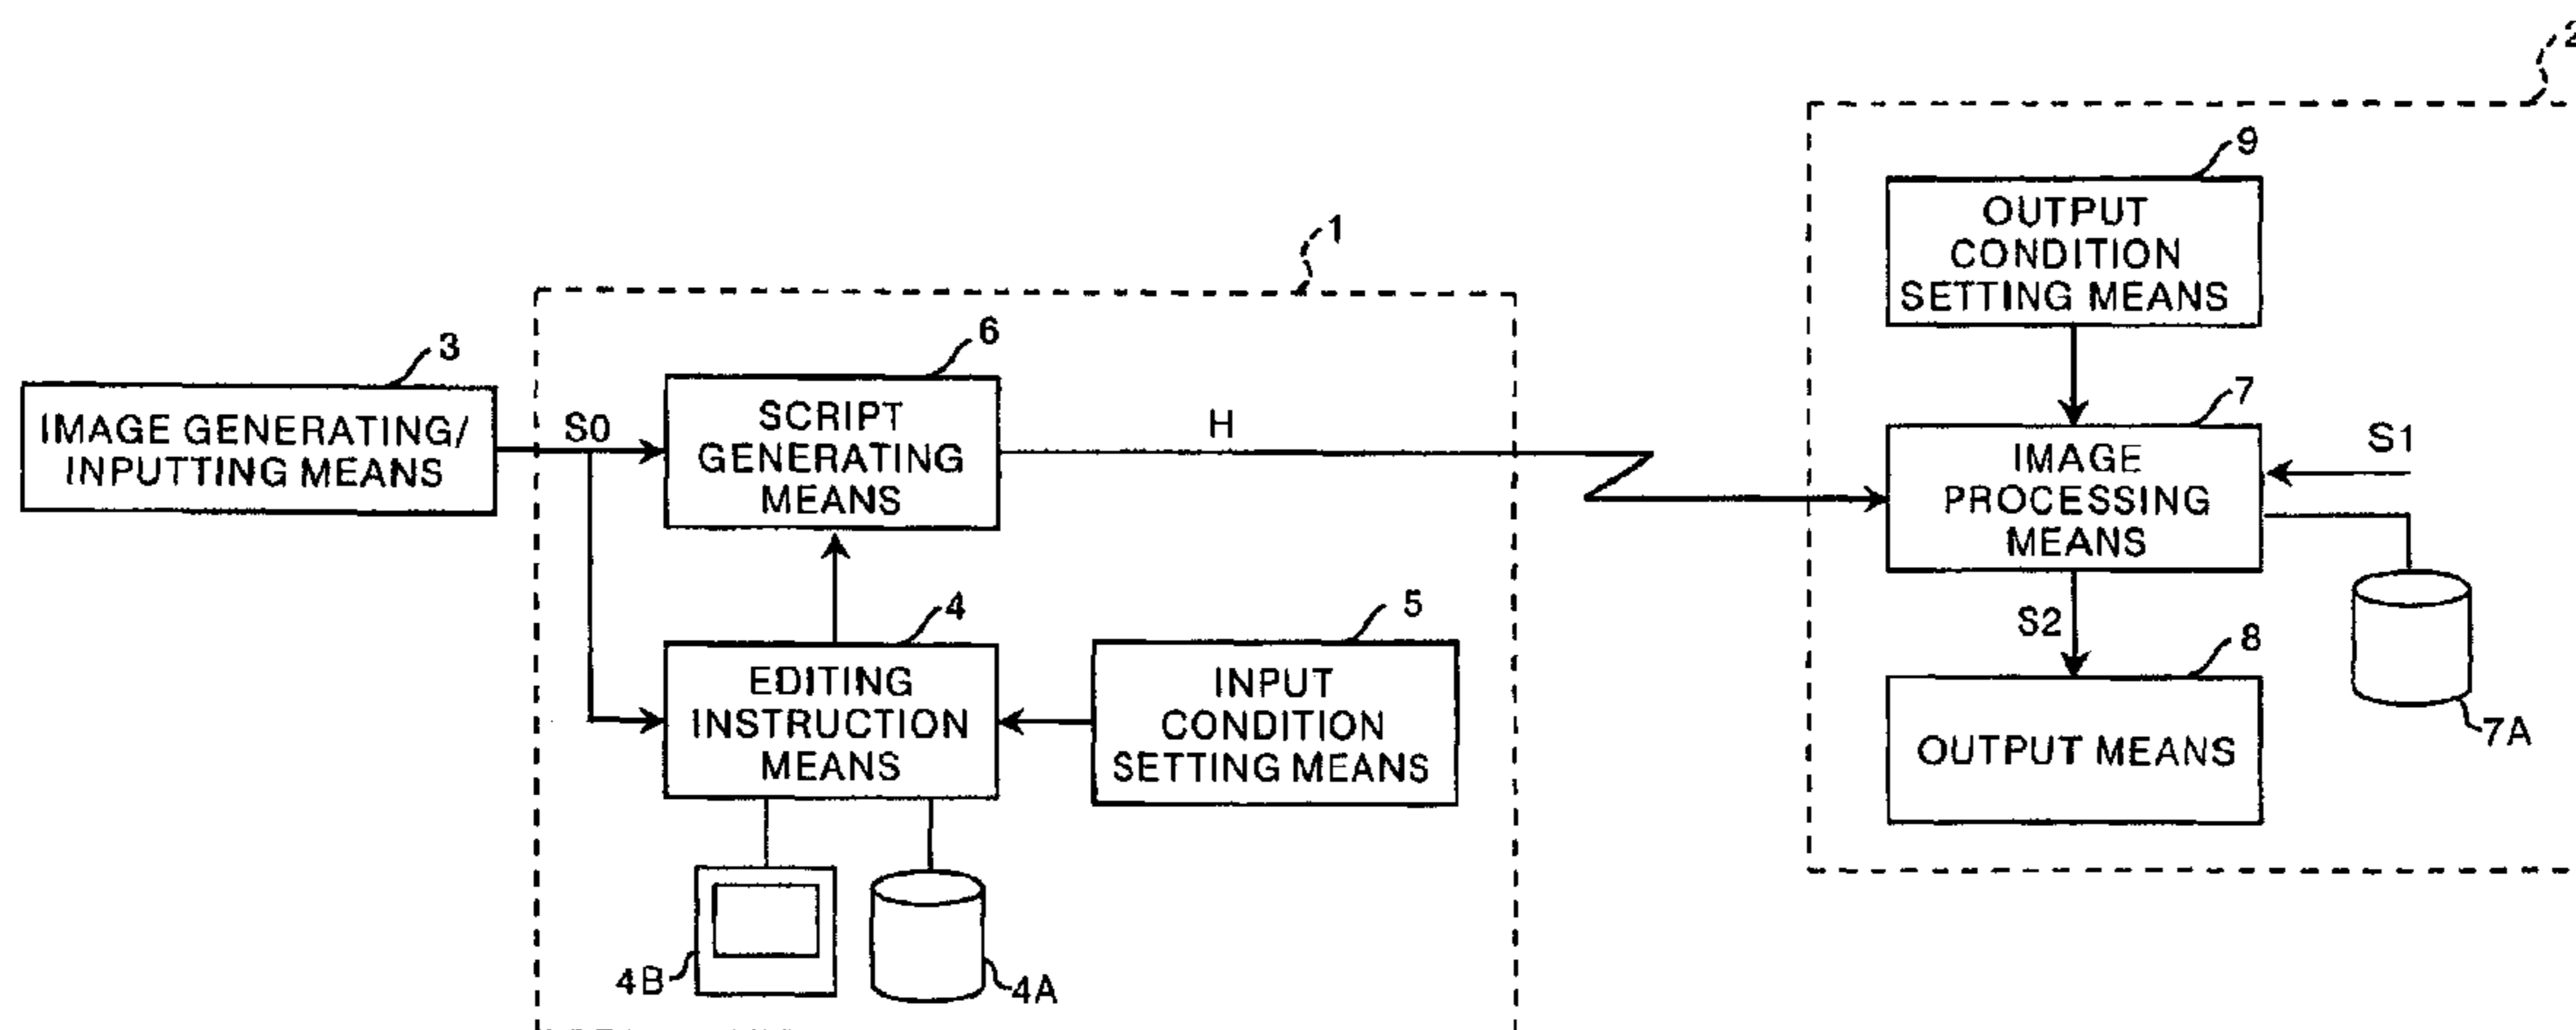 2
9
OUTPUT
CONDITION
SETTING MEANS
1
3
IMAGE GENERATING/
INPUTTING MEANS
S0
6
SCRIPT
GENERATING
MEANS
H
7
IMAGE
PROCESSING
MEANS
S1
4
EDITING
INSTRUCTION
MEANS
5
INPUT
CONDITION
SETTING MEANS
S2
8
OUTPUT MEANS
7A
4B
4A